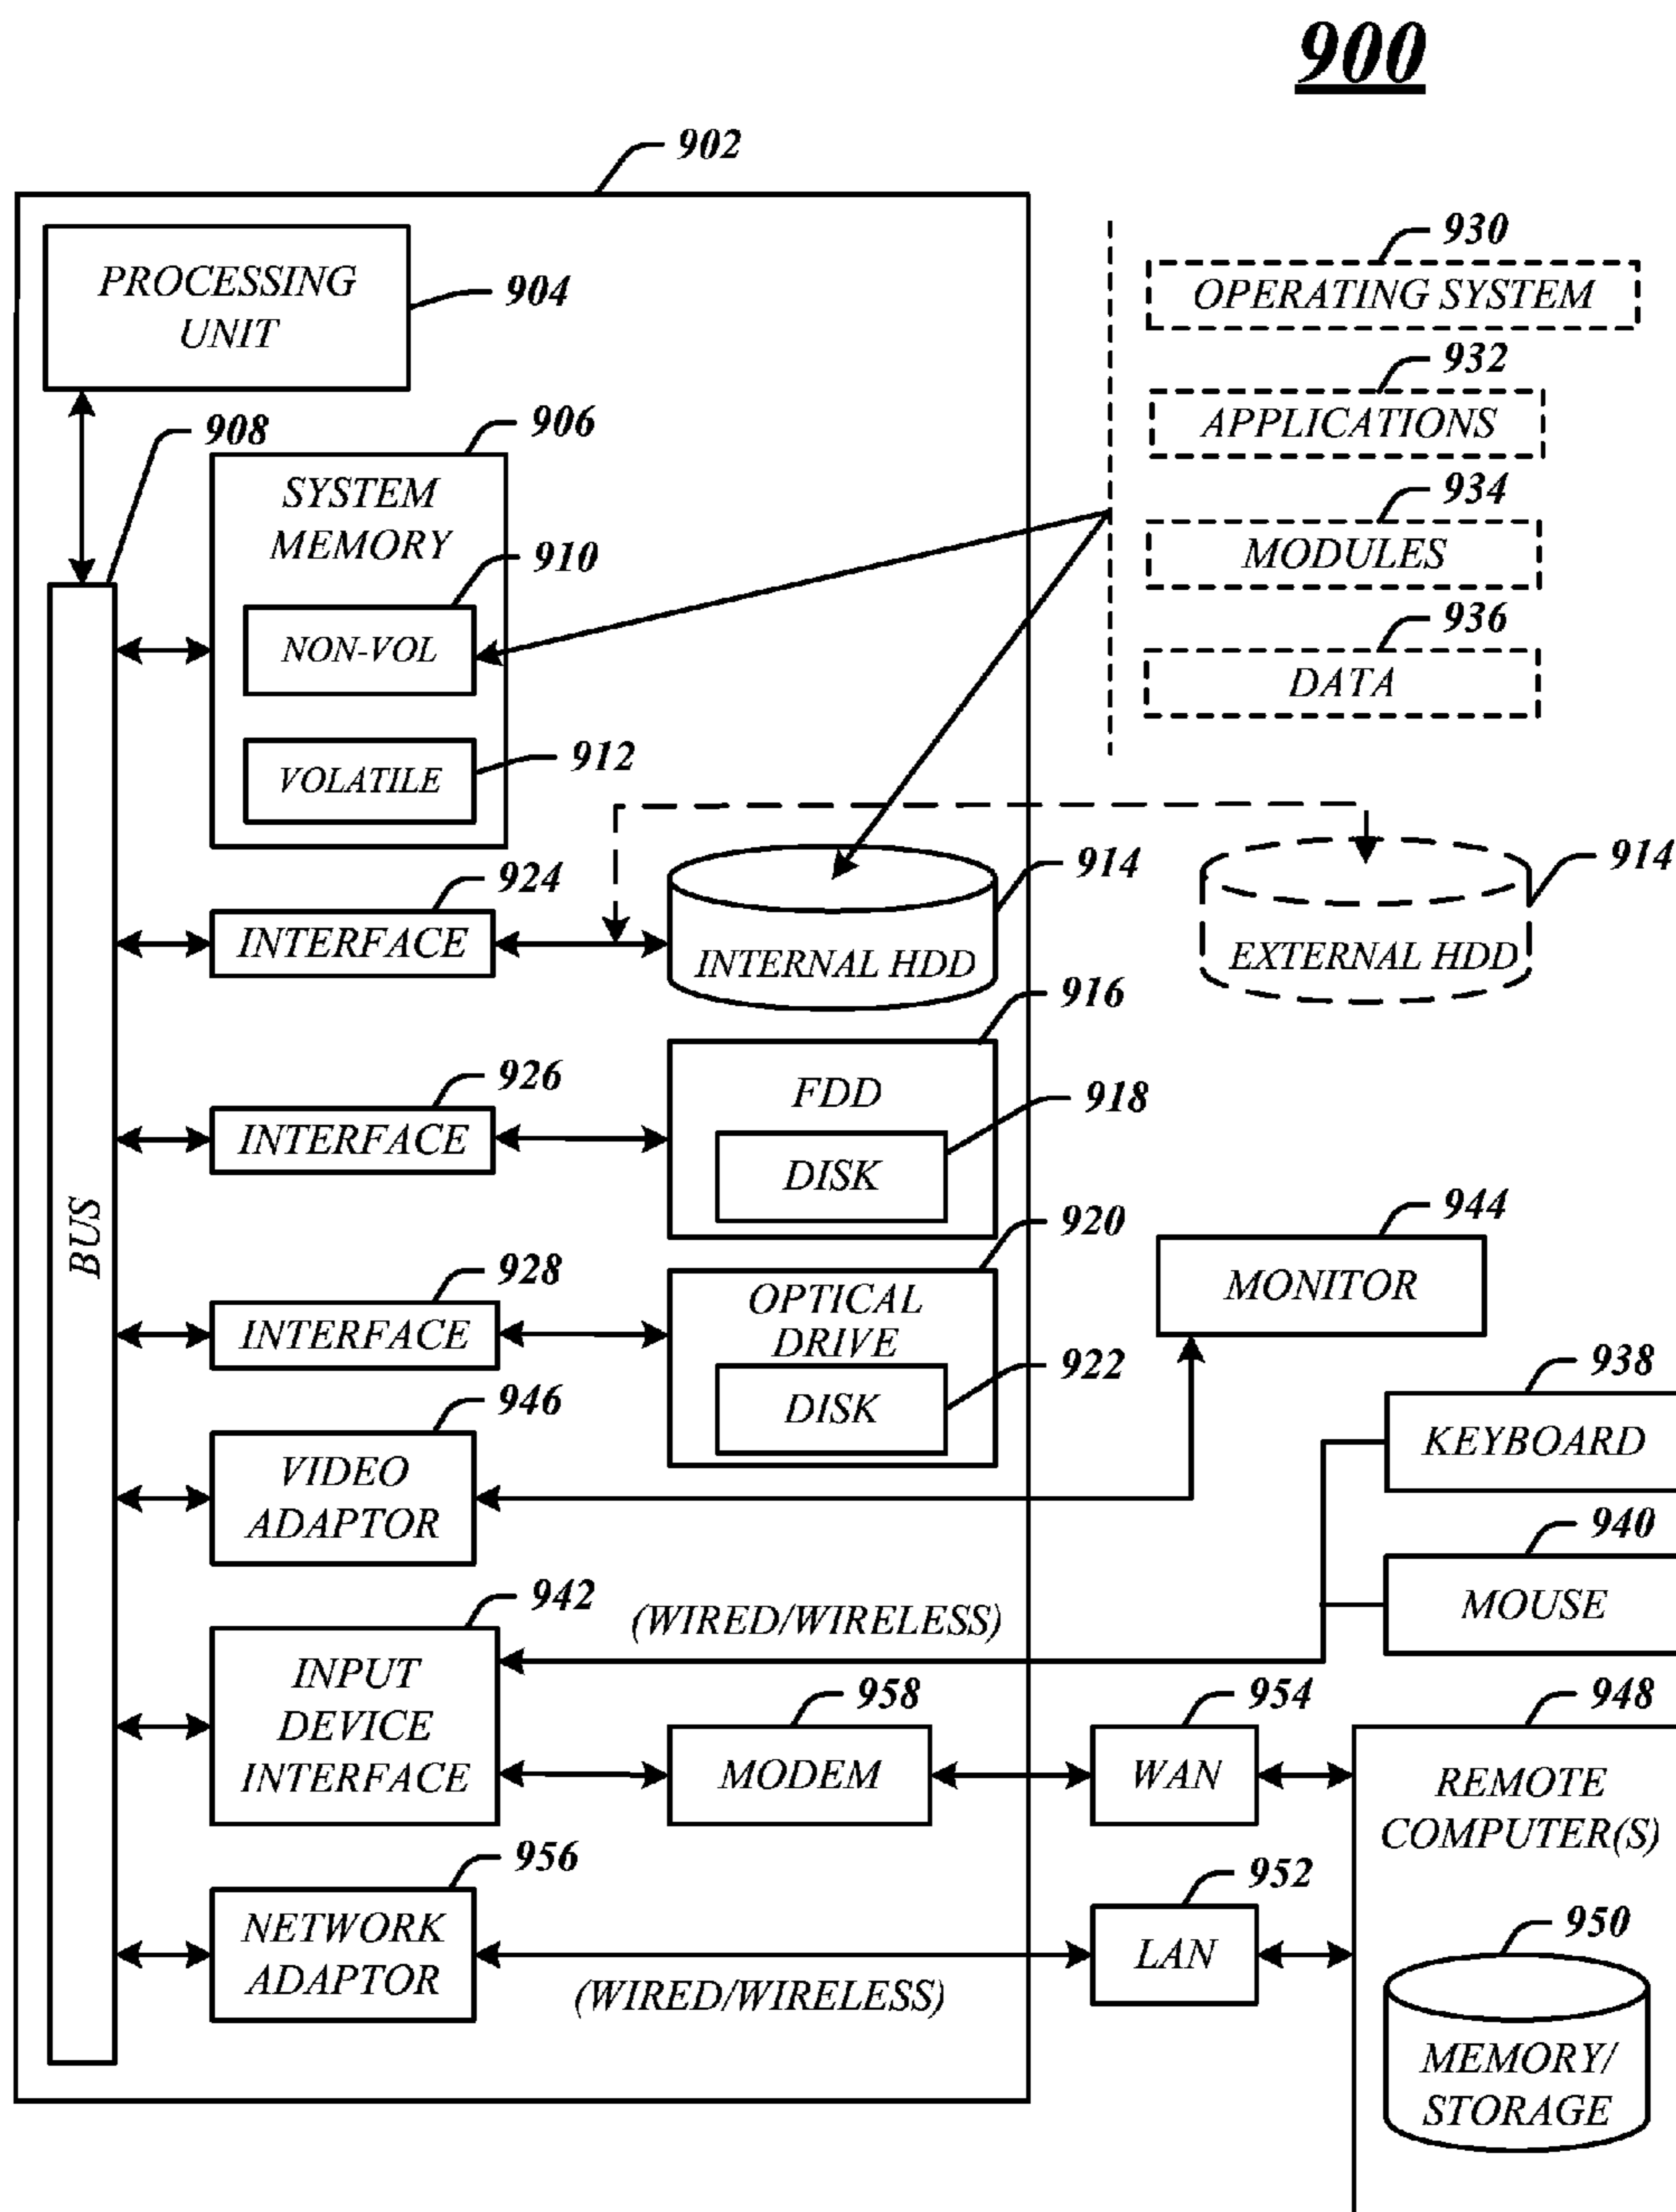 900
902
PROCESSING
UNIT
904
930
OPERATING SYSTEM
932
APPLICATIONS
934
MODULES
936
DATA
908
906
SYSTEM
MEMORY
910
NON-VOL
912
VOLATILE
BUS
924
INTERFACE
914
INTERNAL HDD
914
EXTERNAL HDD
926
INTERFACE
916
FDD
918
DISK
928
INTERFACE
920
OPTICAL
DRIVE
922
DISK
944
MONITOR
946
VIDEO
ADAPTOR
938
KEYBOARD
940
MOUSE
942
INPUT
DEVICE
INTERFACE
(WIRED/WIRELESS)
958
MODEM
954
WAN
948
REMOTE
COMPUTER(S)
956
NETWORK
ADAPTOR
(WIRED/WIRELESS)
952
LAN
950
MEMORY/
STORAGE